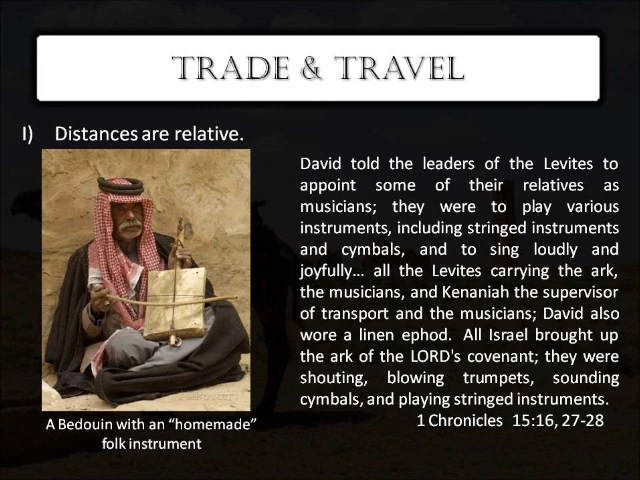 TRADE & TRAVEL
I) Distances are relative.
David told the leaders of the Levites to
appoint some of their relatives as
musicians; they were to play various
instruments, including stringed instruments
and cymbals, and to sing loudly and
joyfully... all the Levites carrying the ark,
the musicians, and Kenaniah the supervisor
of transport and the musicians; David also
wore a linen ephod. All Israel brought up
the ark of the LORD's covenant; they were
shouting, blowing trumpets, sounding
cymbals, and playing stringed instruments.
1 Chronicles 15:16, 27-28
A Bedouin with an “homemade”
folk instrument